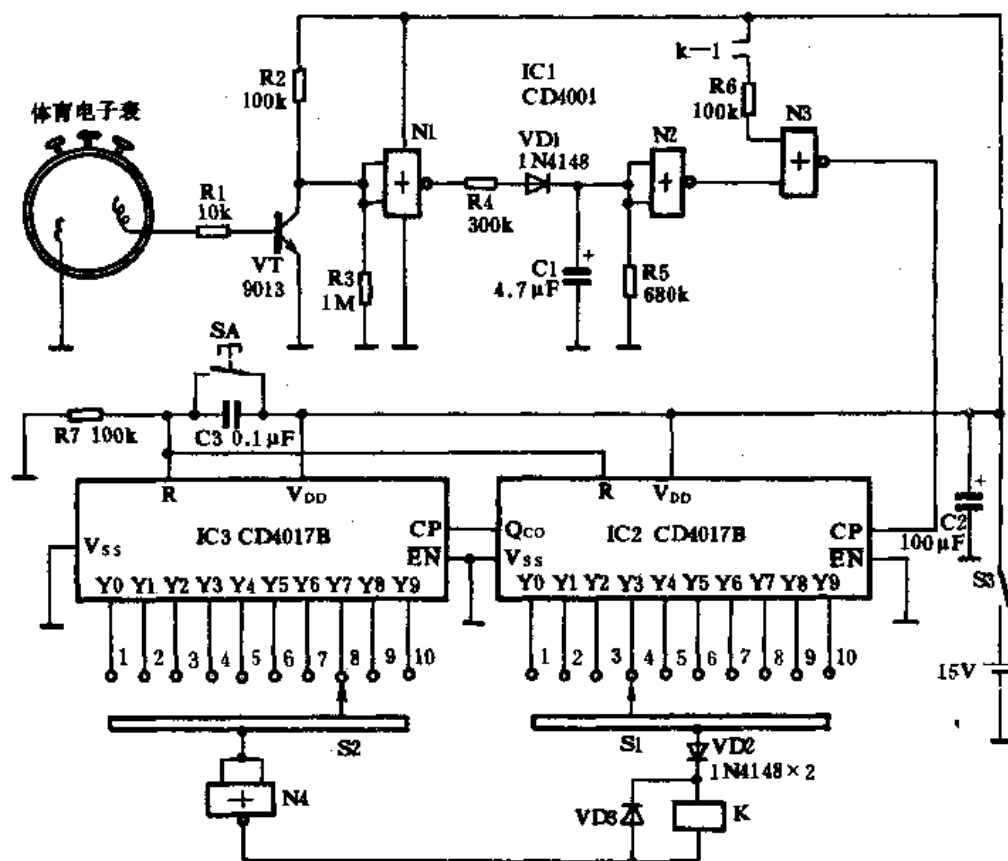 体育电子表
R1
10k
VT
9013
R2
100k
R3
1M
N1
R4
300k
IC1
CD4001
VD1
1N4148
C1
4.7μF
N2
R5
680k
k-1
R6
100k
N3
SA
R7 100k
C3 0.1μF
R
VDD
IC3 CD4017B
VSS
CP
EN
Y0 Y1 Y2 Y3 Y4 Y5 Y6 Y7 Y8 Y9
1 2 3 4 5 6 7 8 9 10
S2
N4
R
VDD
QCO
IC2 CD4017B
VSS
CP
EN
Y0 Y1 Y2 Y3 Y4 Y5 Y6 Y7 Y8 Y9
1 2 3 4 5 6 7 8 9 10
S1
VD2
1N4148×2
VD3
K
C2
100μF
S3
15V